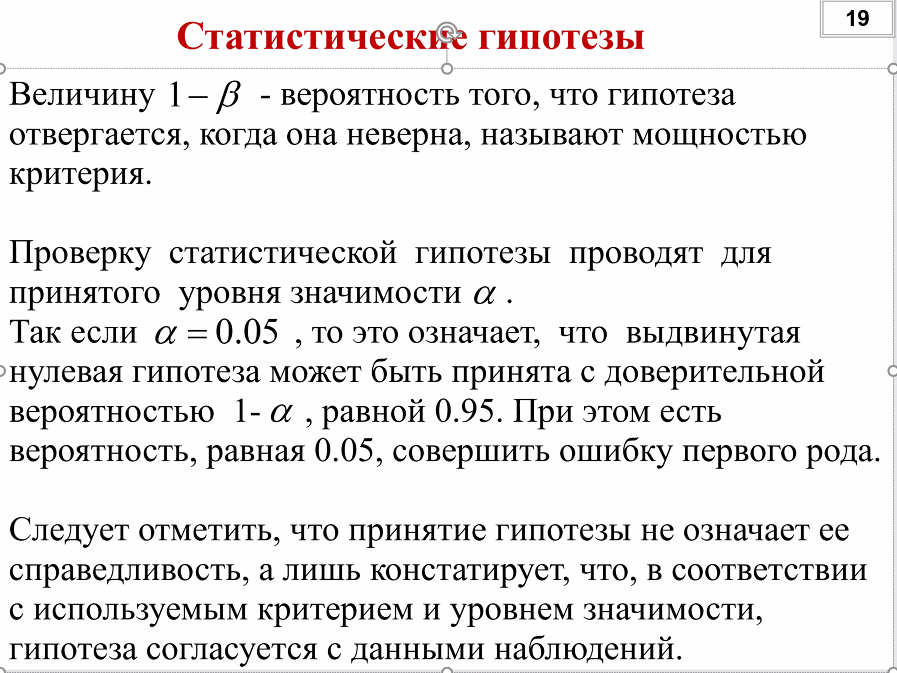 19
Статистические гипотезы
Величину 1 − β - вероятность того, что гипотеза
отвергается, когда она неверна, называют мощностью
критерия.
Проверку статистической гипотезы проводят для
принятого уровня значимости α .
Так если α = 0.05 , то это означает, что выдвинутая
нулевая гипотеза может быть принята с доверительной
вероятностью 1- α , равной 0.95. При этом есть
вероятность, равная 0.05, совершить ошибку первого рода.
Следует отметить, что принятие гипотезы не означает ее
справедливость, а лишь констатирует, что, в соответствии
с используемым критерием и уровнем значимости,
гипотеза согласуется с данными наблюдений.